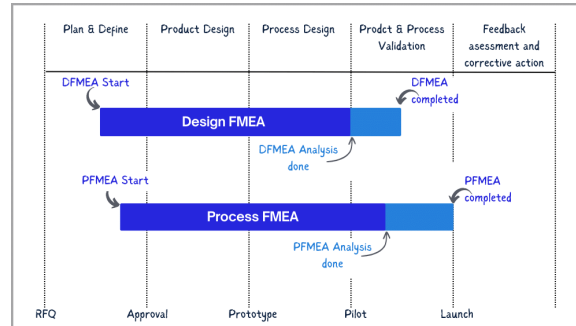 Plan & Define
Product Design
Process Design
Prodct & Process
Validation
Feedback
asessment and
corrective action
DFMEA Start
DFMEA
completed
Design FMEA
DFMEA Analysis
done
PFMEA Start
PFMEA
completed
Process FMEA
PFMEA Analysis
done
RFQ
Approval
Prototype
Pilot
Launch